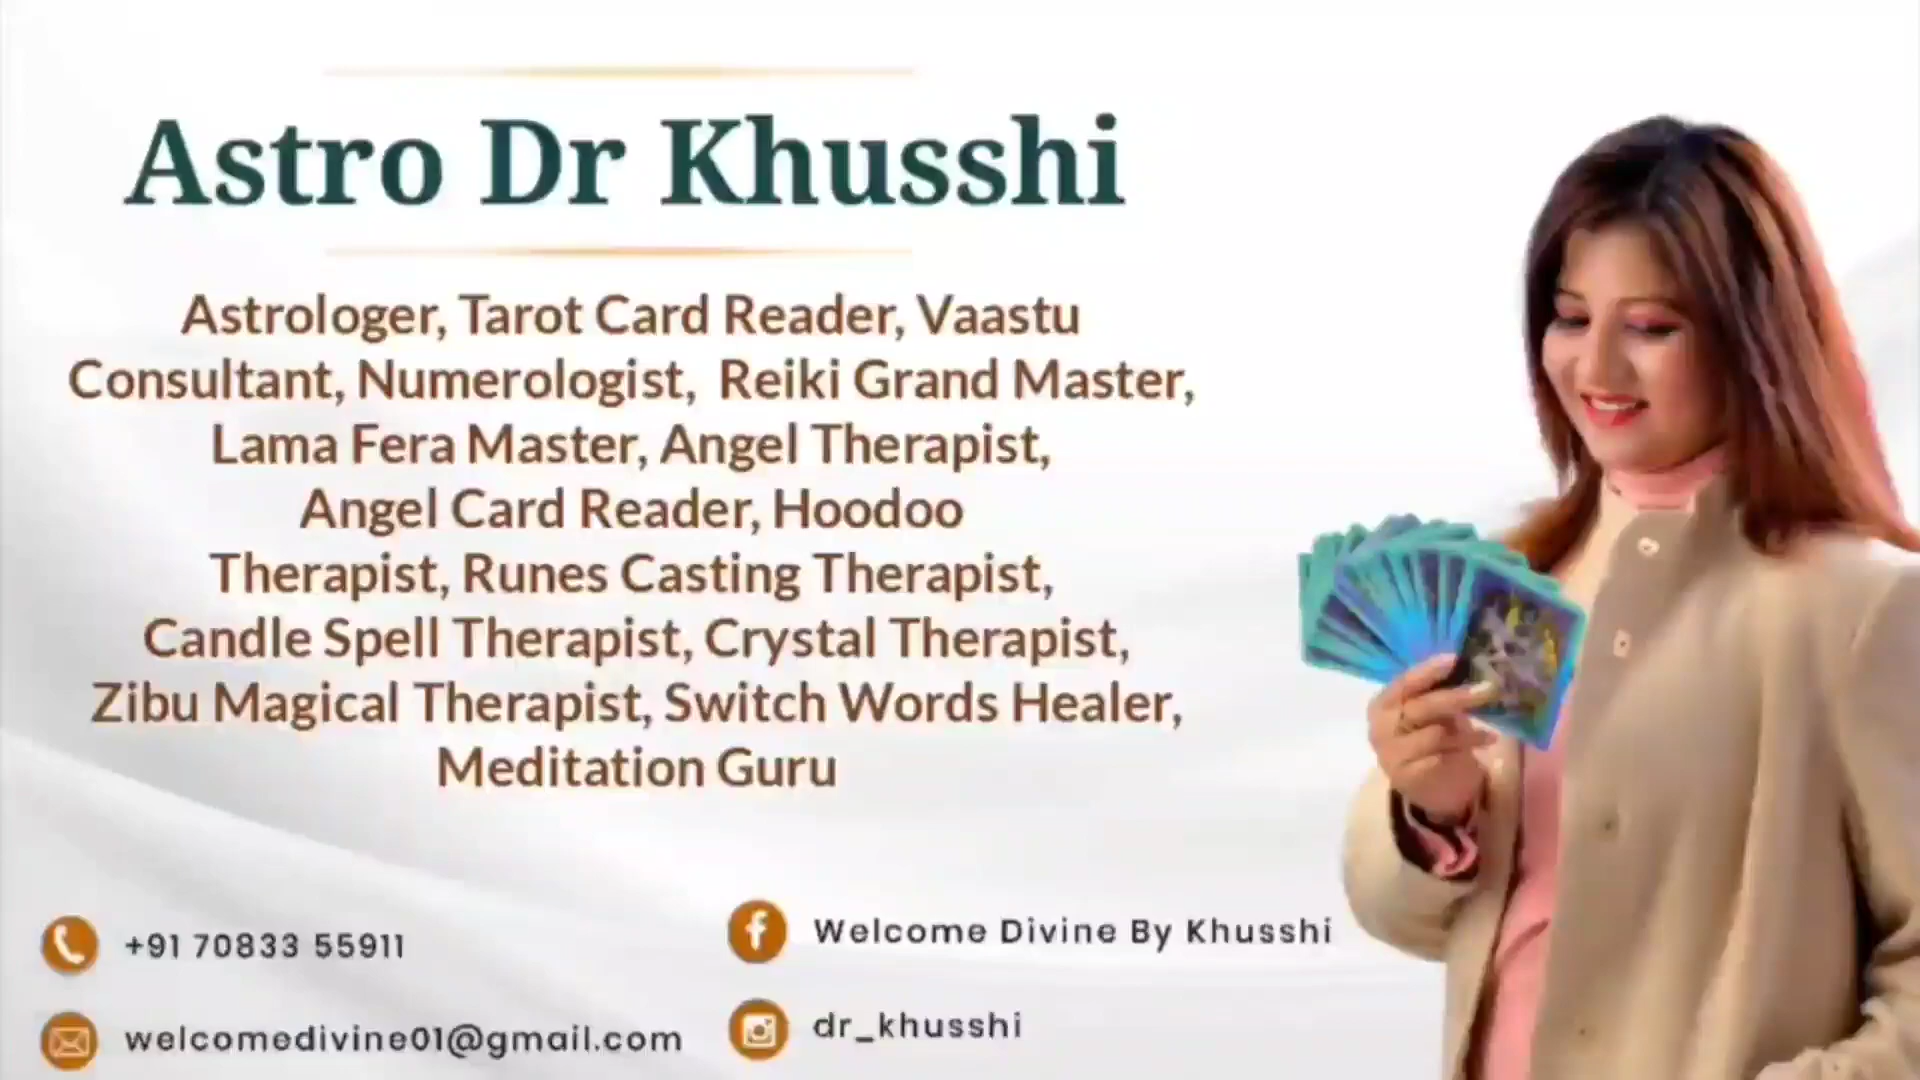 Astro Dr Khusshi
Astrologer, Tarot Card Reader, Vaastu
Consultant, Numerologist, Reiki Grand Master,
Lama Fera Master, Angel Therapist,
Angel Card Reader, Hoodoo
Therapist, Runes Casting Therapist,
Candle Spell Therapist, Crystal Therapist,
Zibu Magical Therapist, Switch Words Healer,
Meditation Guru
+91 70833 55911
welcomedivine01@gmail.com
Welcome Divine By Khusshi
dr_khusshi